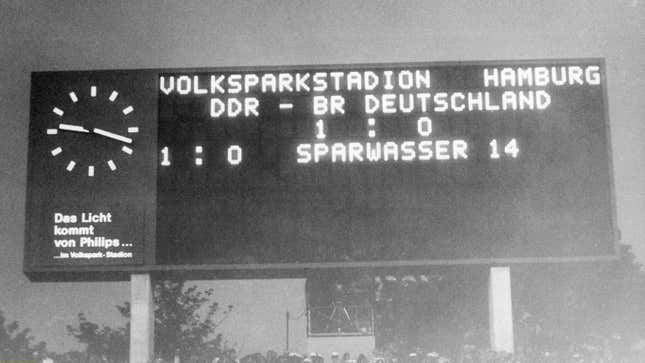 VOLKSPARKSTADION HAMBURG
DDR - BR DEUTSCHLAND
1 : 0
1 : 0 SPARWASSER 14
Das Licht
kommt
von Philips...
...im Volkspark-Stadion